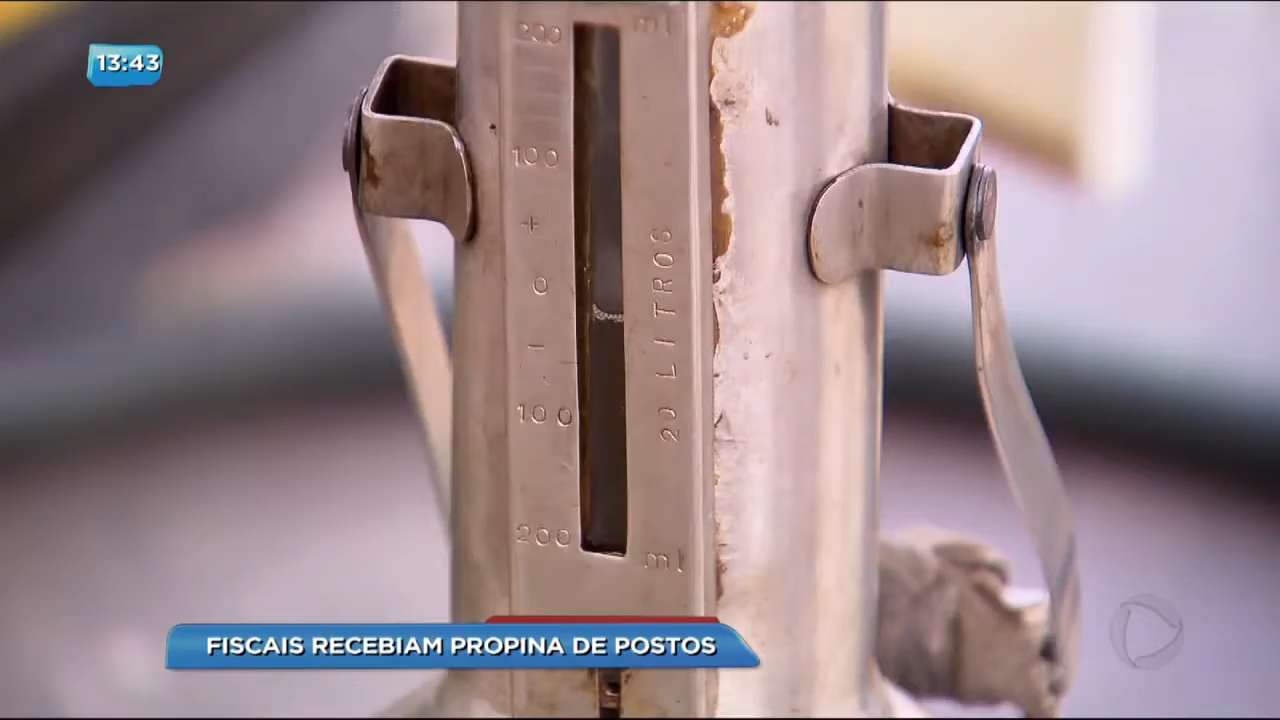 13:43
200 ml
100
+
0
-
100
200
ml
20 LITROS
FISCAIS RECEBIAM PROPINA DE POSTOS